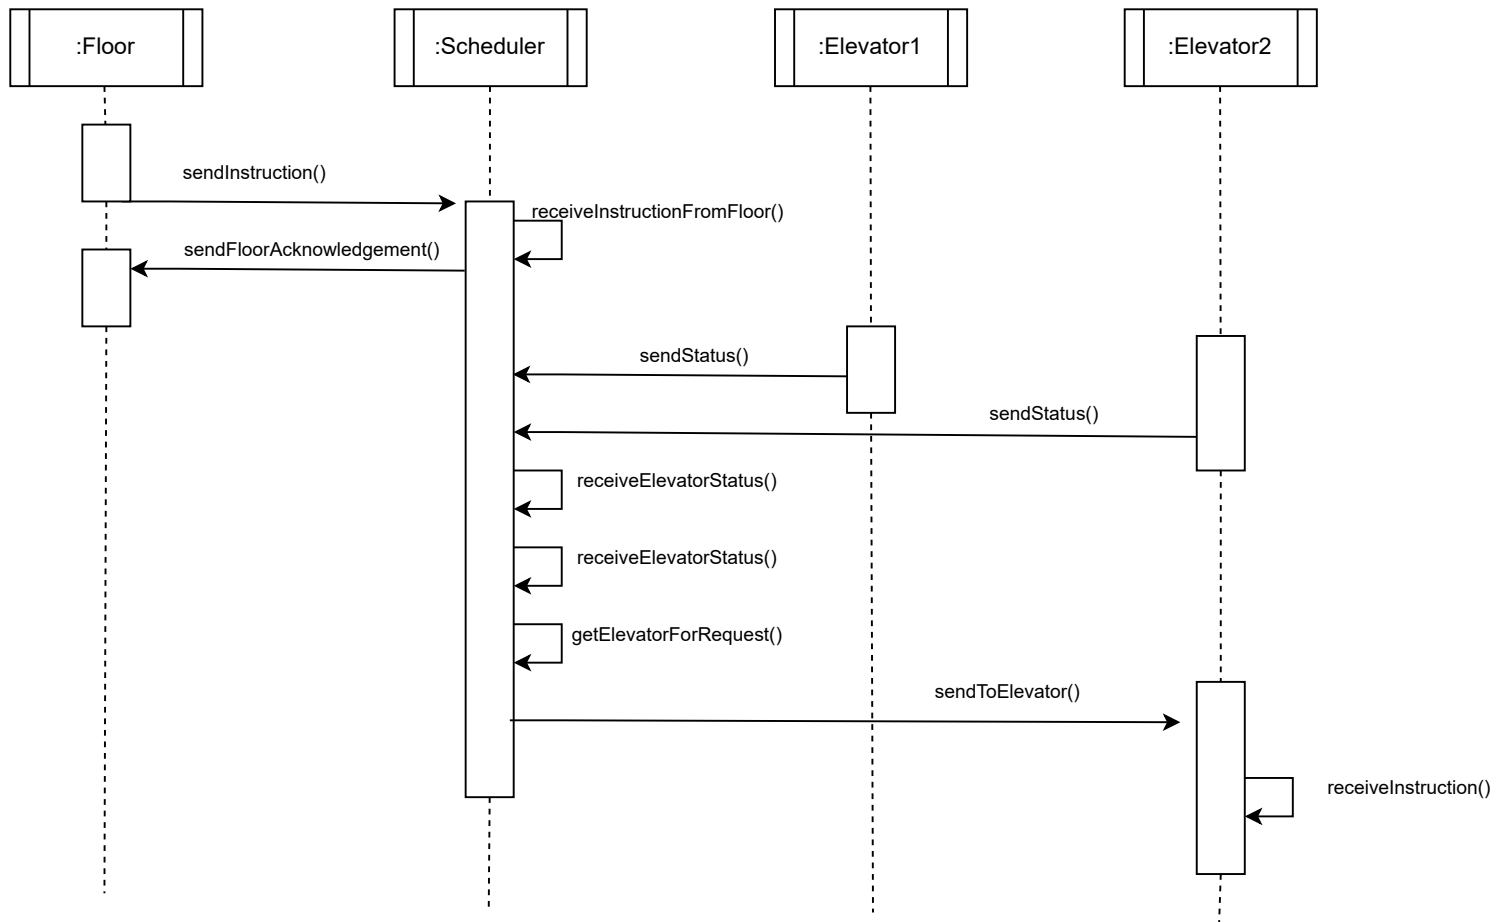 :Floor
:Scheduler
:Elevator1
:Elevator2
sendInstruction()
receiveInstructionFromFloor()
sendFloorAcknowledgement()
sendStatus()
sendStatus()
receiveElevatorStatus()
receiveElevatorStatus()
getElevatorForRequest()
sendToElevator()
receiveInstruction()